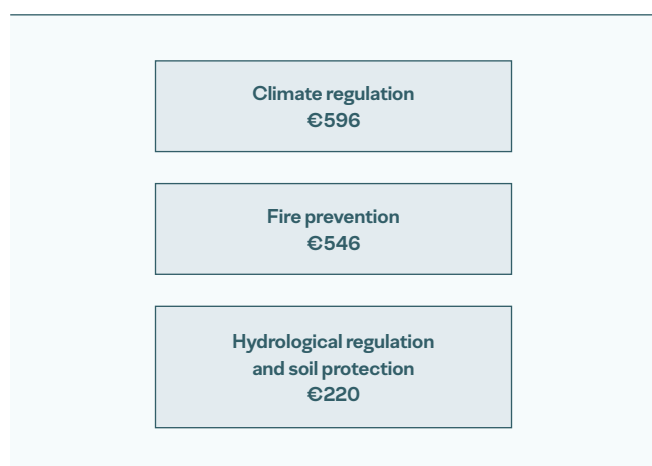 Climate regulation
€596
Fire prevention
€546
Hydrological regulation
and soil protection
€220